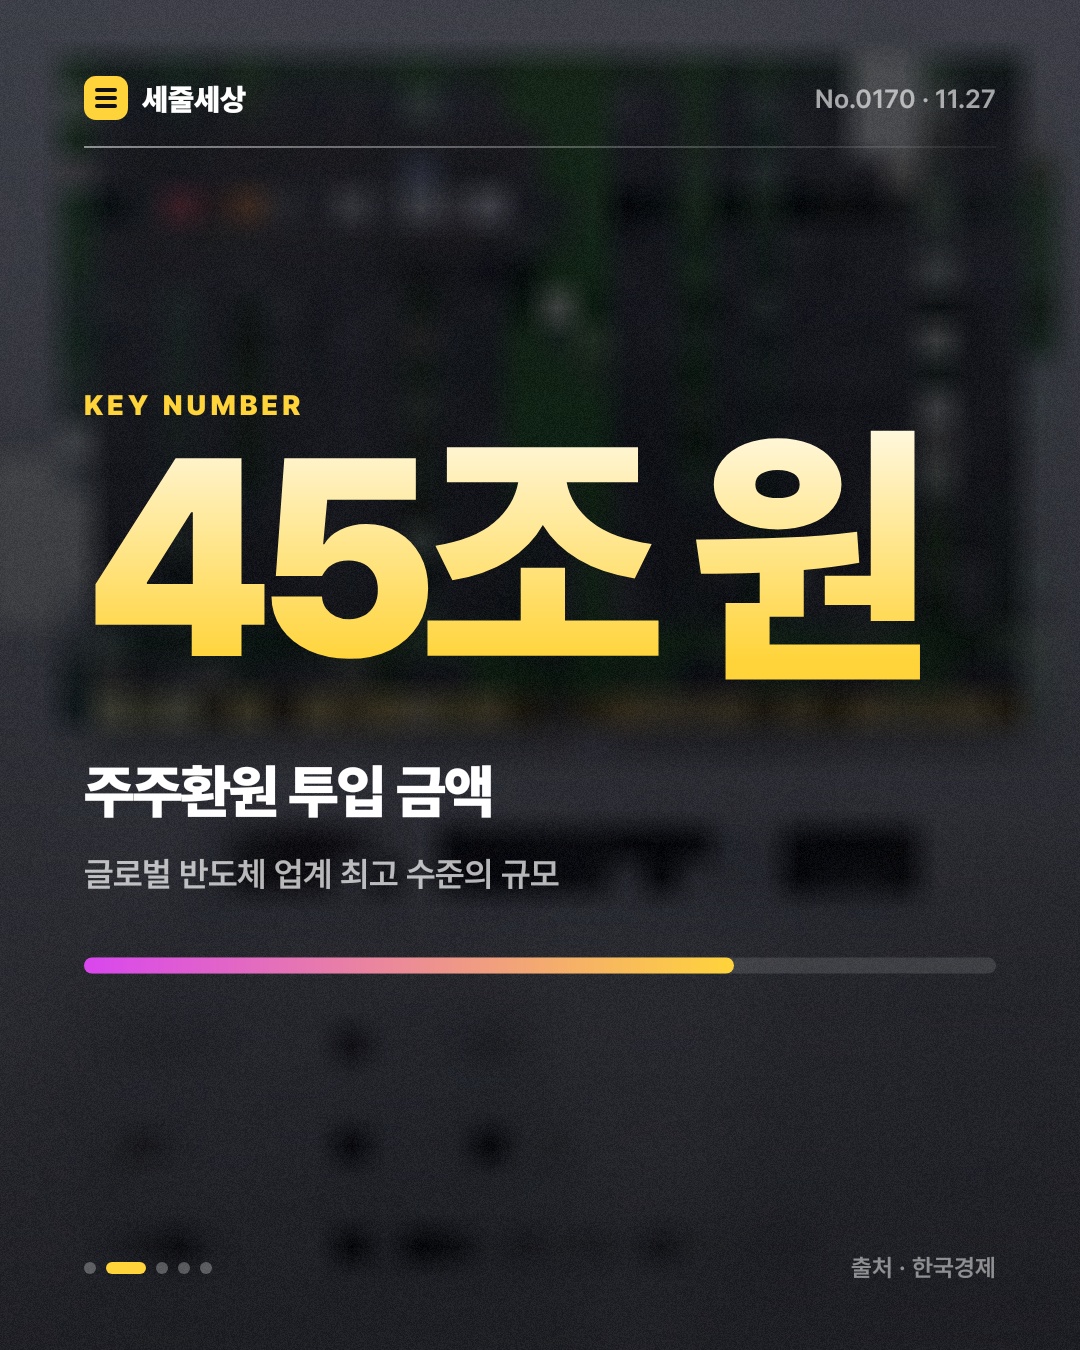 세줄세상
No.0170 · 11.27
KEY NUMBER
45조 원
주주환원 투입 금액
글로벌 반도체 업계 최고 수준의 규모
출처 · 한국경제